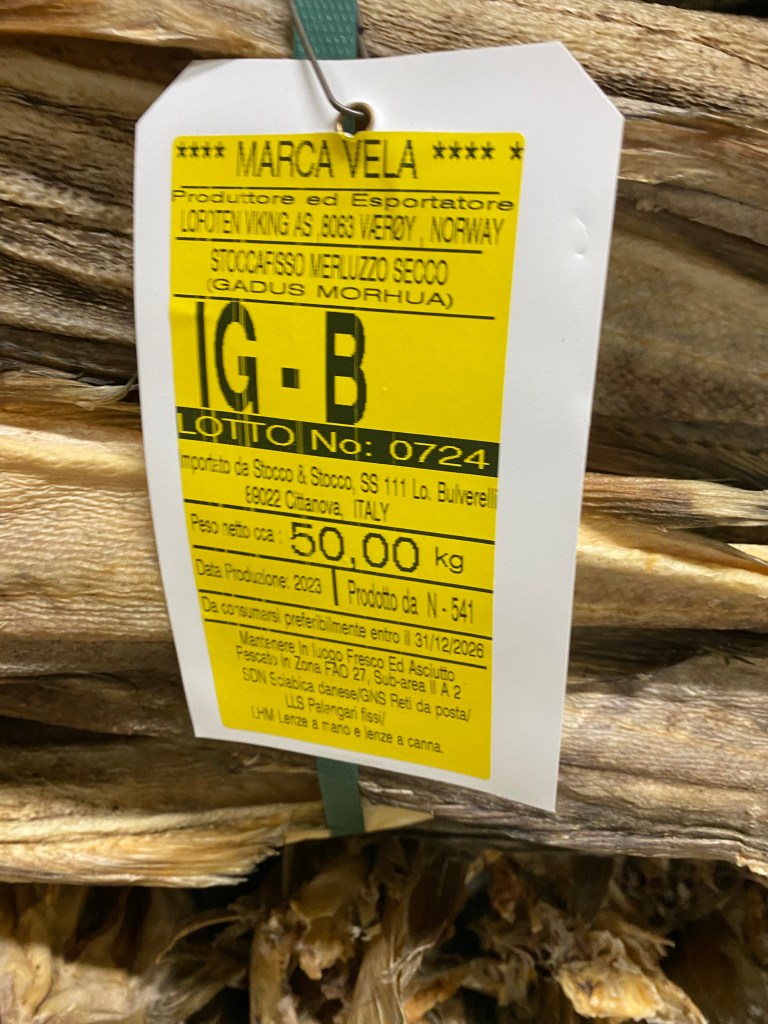 **** MARCA VELA **** *
Produttore ed Esportatore
LOFOTEN VIKING AS ,8063 VÆRØY , NORWAY
STOCCAFISSO MERLUZZO SECCO
(GADUS MORHUA)
IG - B
LOTTO No: 0724
mportato da Stocco & Stocco, SS 111 Lo. Bulverelli
89022 Cittanova, ITALY
Peso netto cca : 50,00 kg
Data Produzione: 2023 Prodotto da N - 541
Da consumarsi preferibilmente entro il 31/12/2026
Mantenere In luogo Fresco Ed Asciutto
Pescato In Zona FAO 27, Sub-area II A 2
SDN Sciabica danese/GNS Reti da posta/
LLS Palangari fissi/
LHM Lenze a mano e lenze a canna.